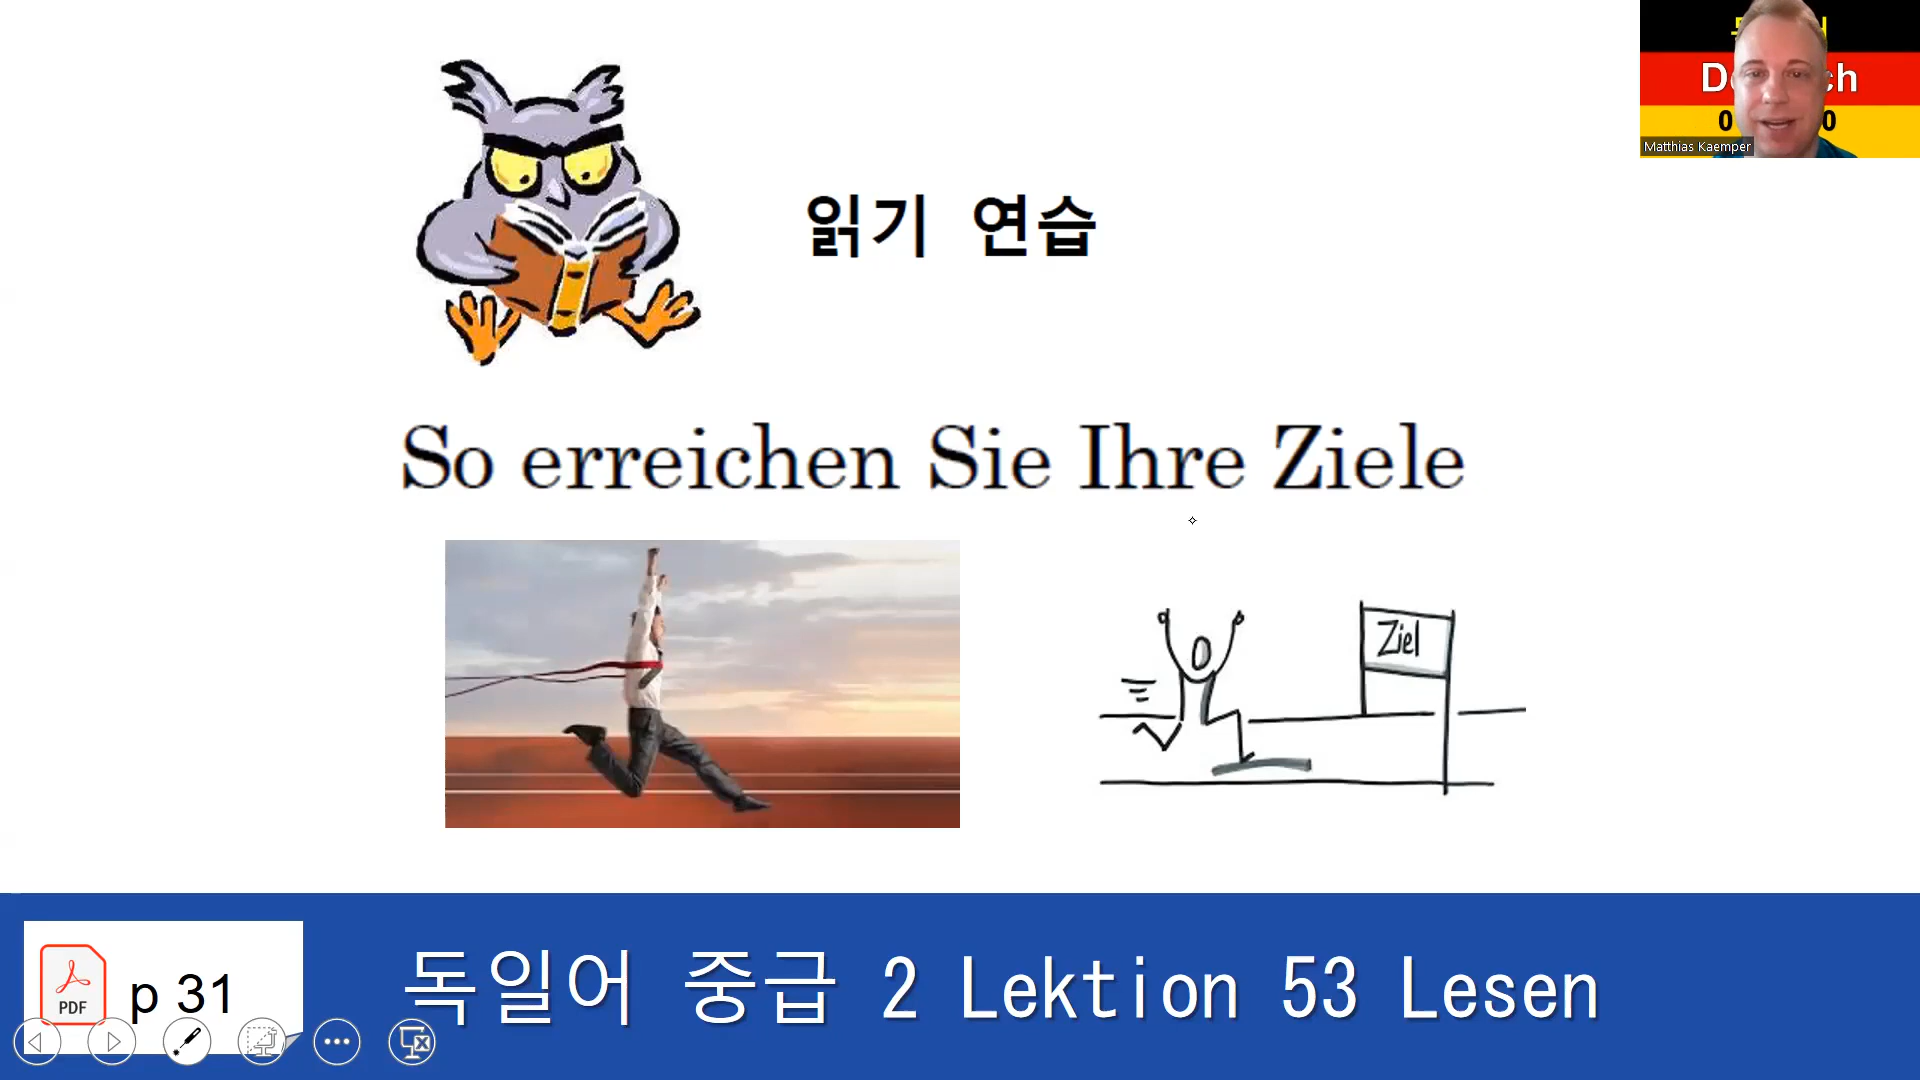 Matthias Kaemper
읽기 연습
So erreichen Sie Ihre Ziele
Ziel
PDF
p 31
독일어 중급 2 Lektion 53 Lesen